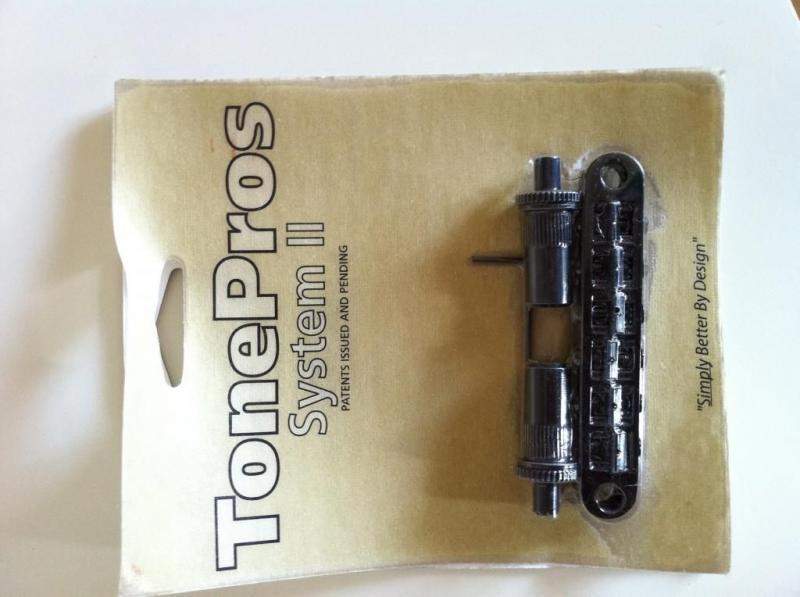 TonePros
System II
PATENTS ISSUED AND PENDING
"Simply Better By Design"